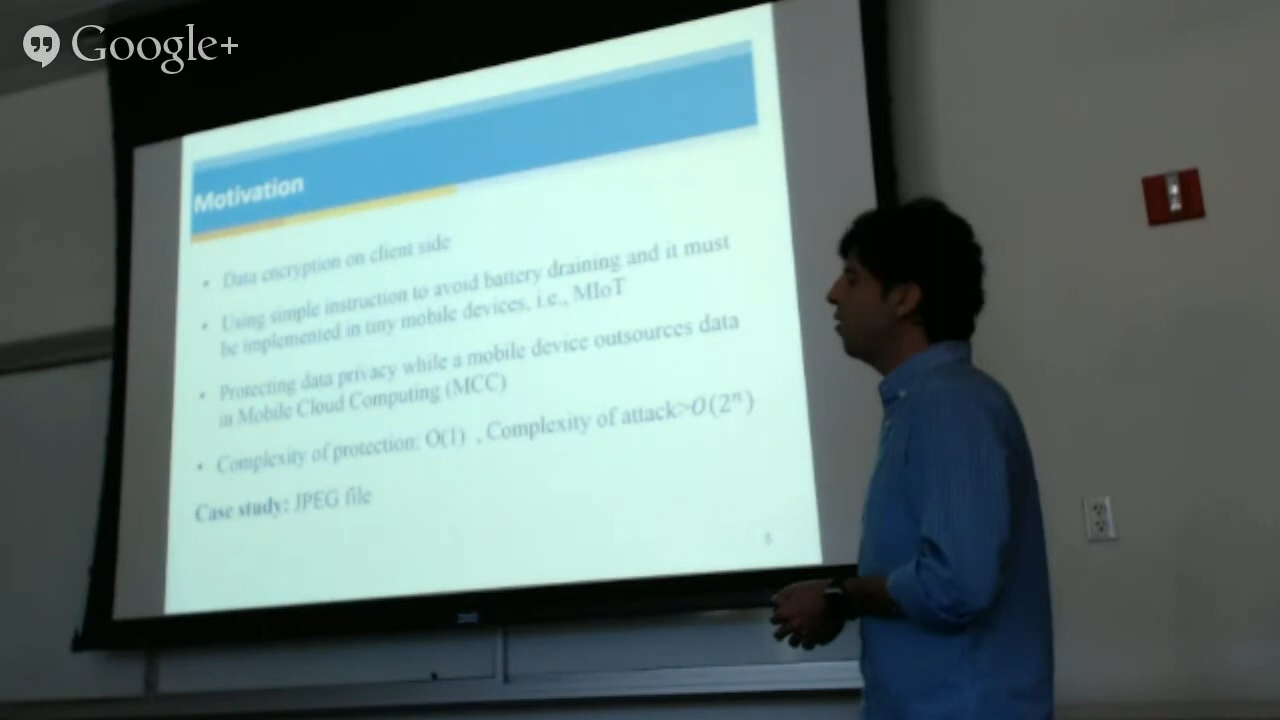 Google+
Motivation
• Data encryption on client side
• Using simple instruction to avoid battery draining and it must
be implemented in tiny mobile devices, i.e., MIoT
• Protecting data privacy while a mobile device outsources data
in Mobile Cloud Computing (MCC)
• Complexity of protection: O(1) , Complexity of attack>O(2ⁿ)
Case study: JPEG file